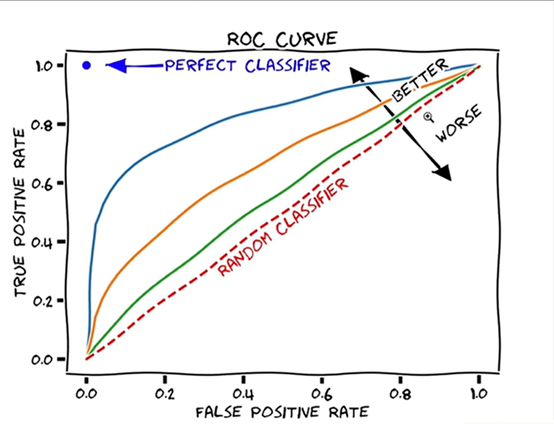 ROC CURVE
1.0
PERFECT CLASSIFIER
BETTER
WORSE
0.8
0.6
0.4
0.2
0.0
RANDOM CLASSIFIER
TRUE POSITIVE RATE
0.0 0.2 0.4 0.6 0.8 1.0
FALSE POSITIVE RATE